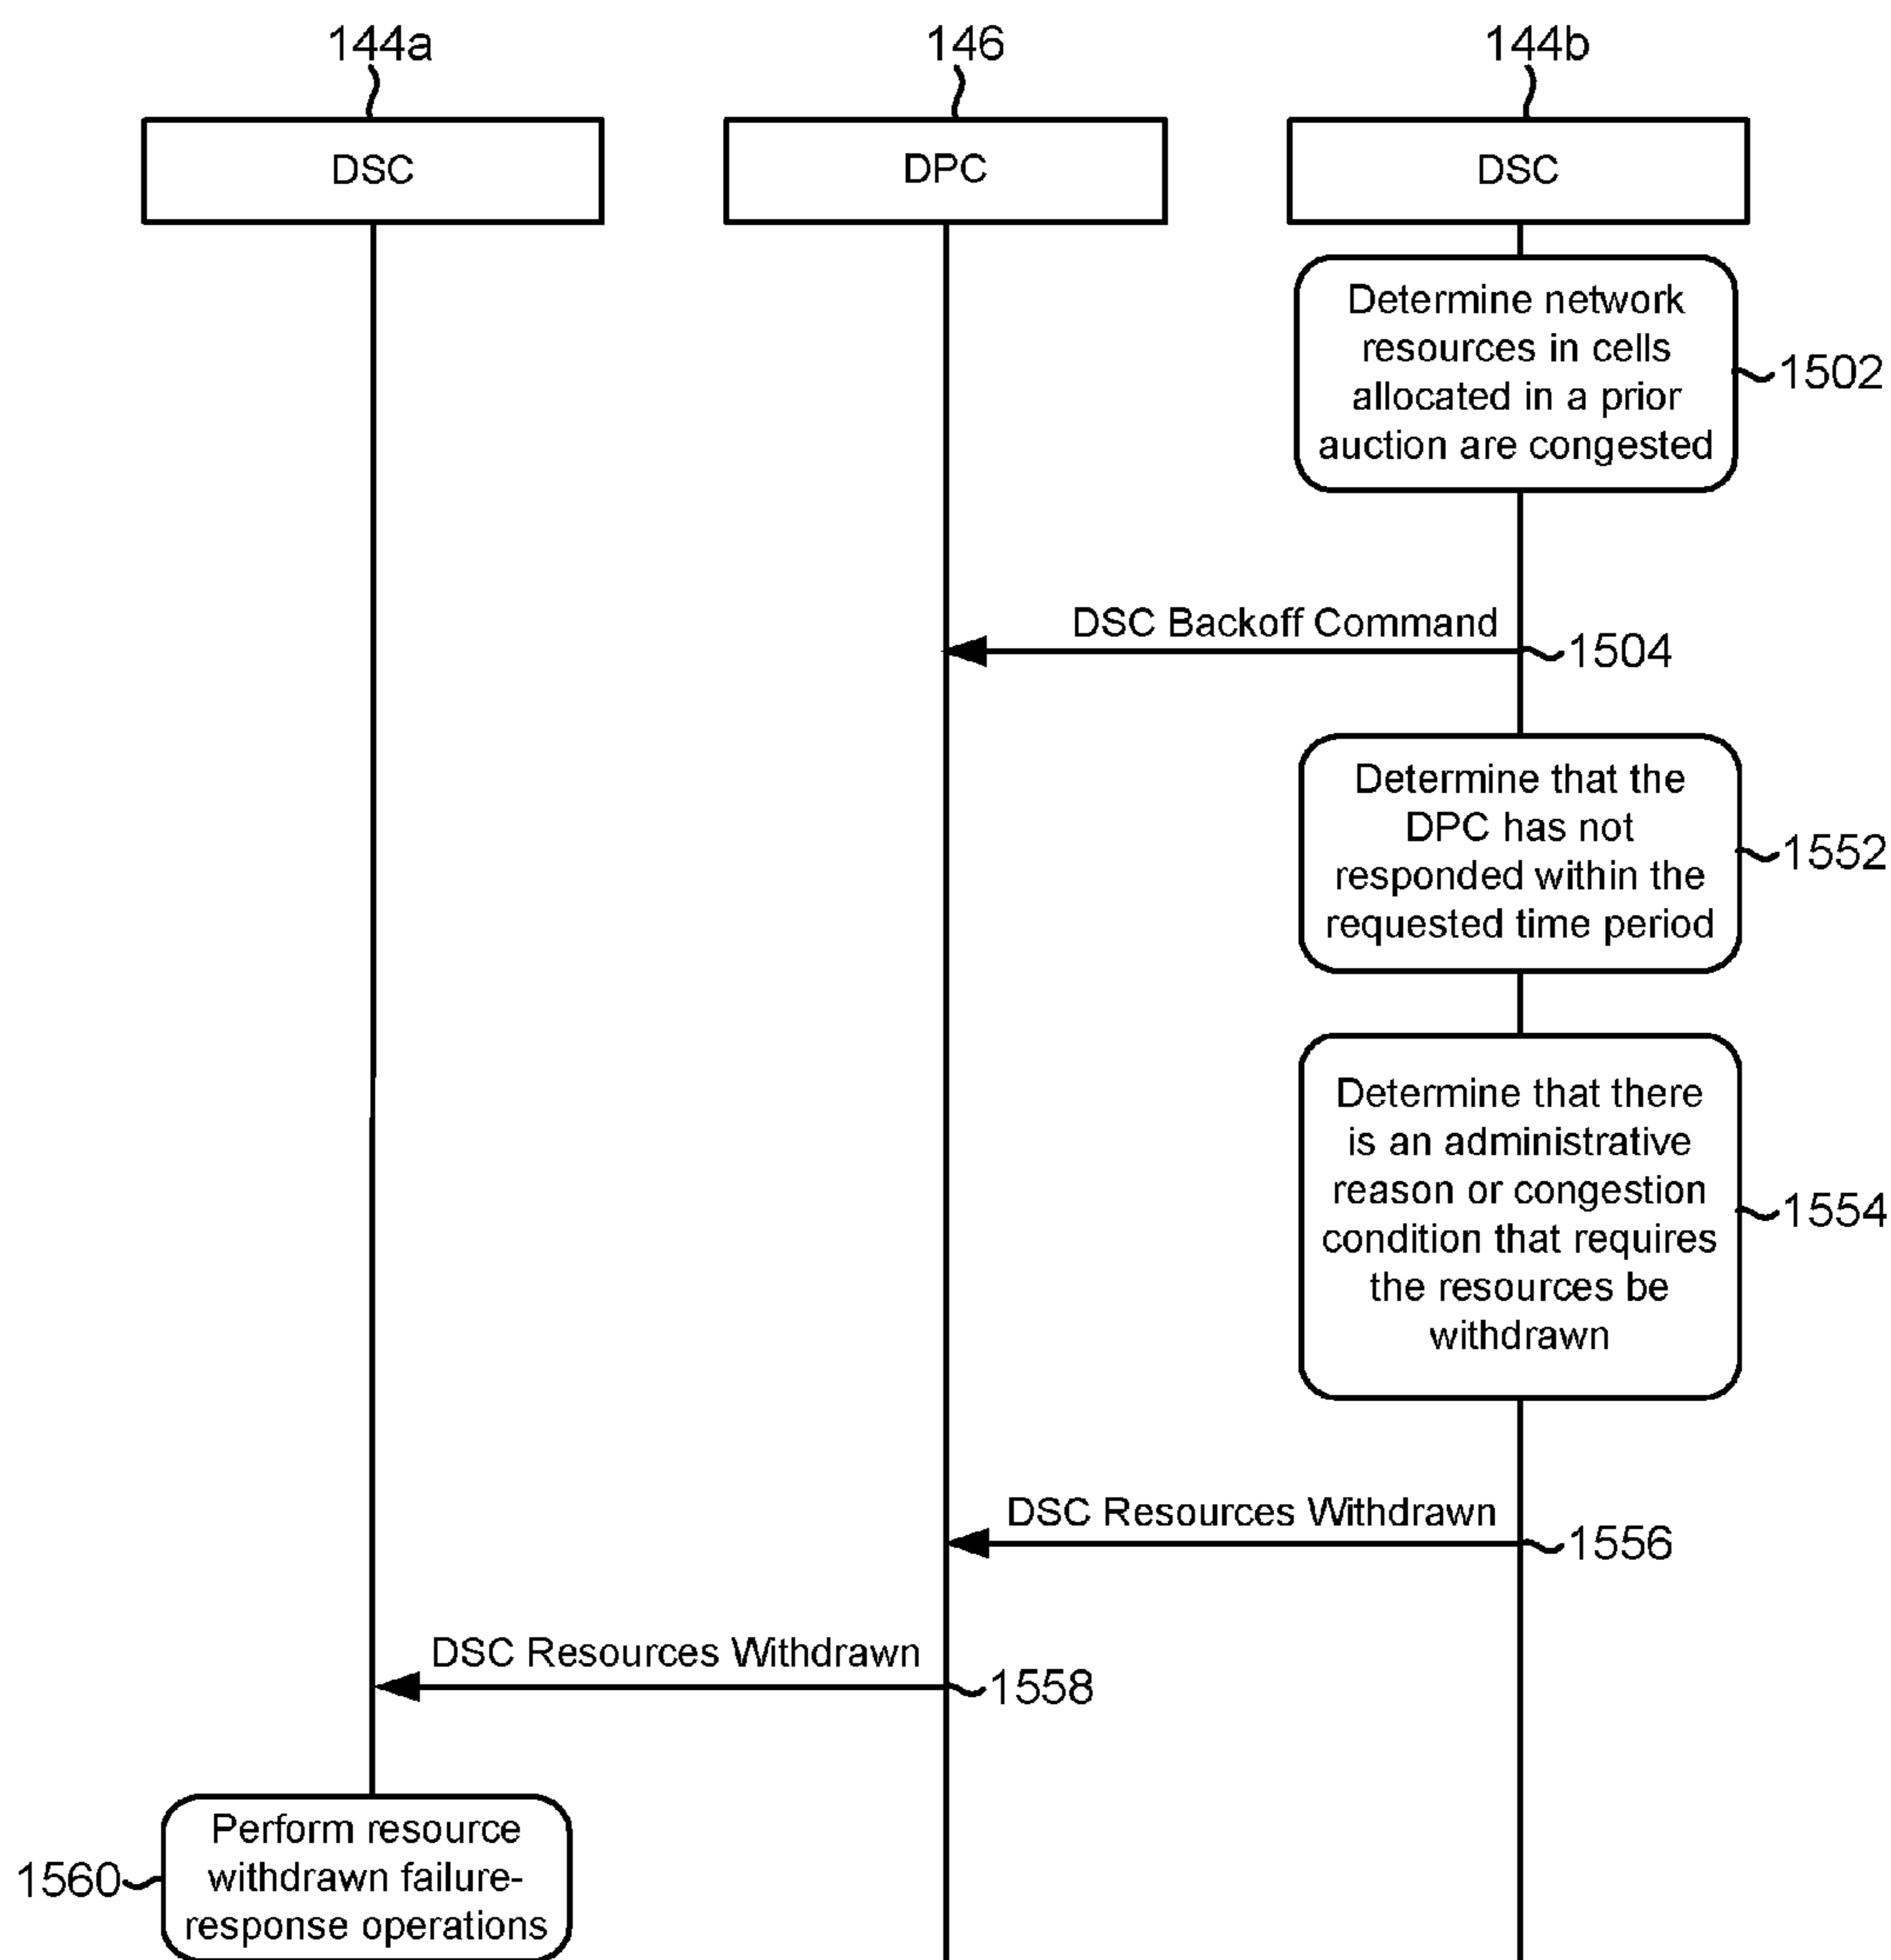 144a
146
144b
DSC
DPC
DSC
Determine network
resources in cells
allocated in a prior
auction are congested
1502
DSC Backoff Command
1504
Determine that the
DPC has not
responded within the
requested time period
1552
Determine that there
is an administrative
reason or congestion
condition that requires
the resources be
withdrawn
1554
DSC Resources Withdrawn
1556
DSC Resources Withdrawn
1558
Perform resource
withdrawn failure-
response operations
1560